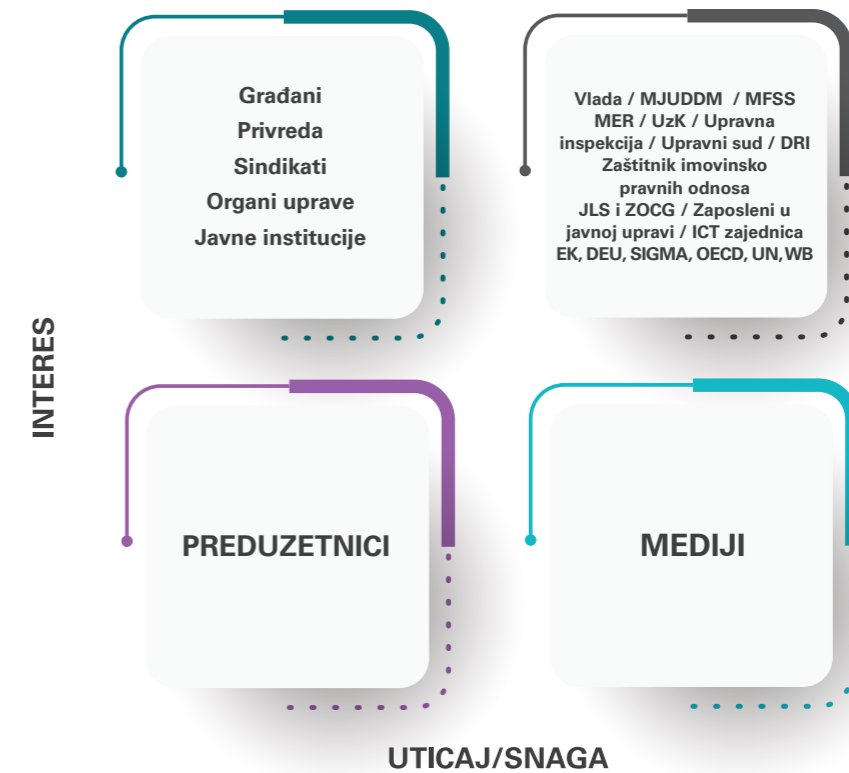 Građani
Privreda
Sindikati
Organi uprave
Javne institucije
Vlada / MJUDDM / MFSS
MER / UzK / Upravna
inspekcija / Upravni sud / DRI
Zaštitnik imovinsko
pravnih odnosa
JLS i ZOCG / Zaposleni u
javnoj upravi / ICT zajednica
EK, DEU, SIGMA, OECD, UN, WB
INTERES
PREDUZETNICI
MEDIJI
UTICAJ/SNAGA